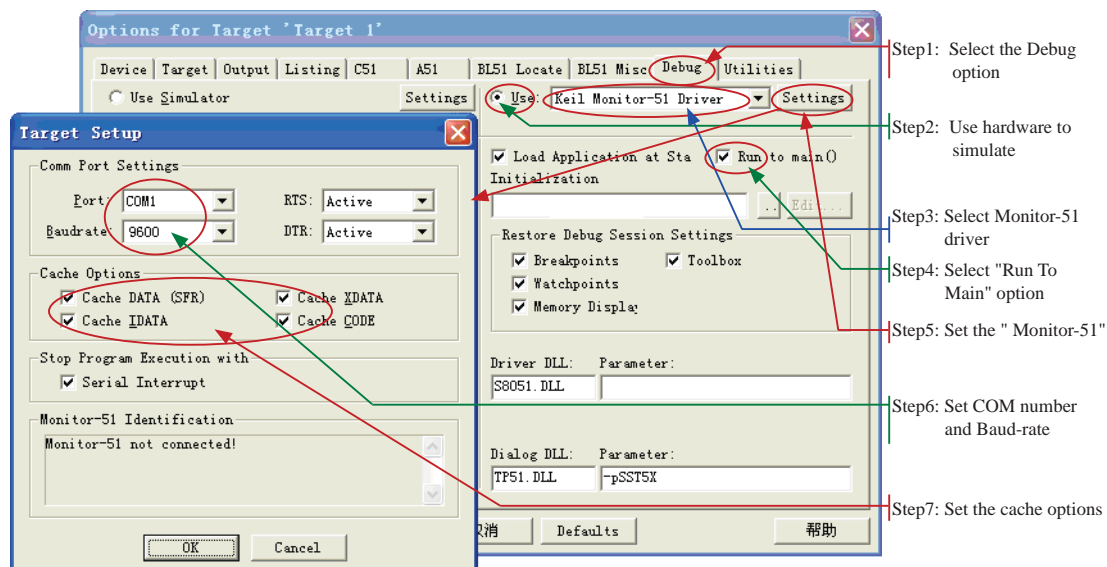 Options for Target 'Target 1'
Device Target Output Listing C51 A51 BL51 Locate BL51 Misc Debug Utilities
Use Simulator Settings Use: Keil Monitor-51 Driver Settings
Load Application at Sta Run to main()
Initialization
.. Edit...
Restore Debug Session Settings
Breakpoints Toolbox
Watchpoints
Memory Display
Driver DLL: Parameter:
S8051.DLL
Dialog DLL: Parameter:
TP51.DLL -pSST5X
消 Defaults 帮助
Target Setup
Comm Port Settings
Port: COM1 RTS: Active
Baudrate: 9600 DTR: Active
Cache Options
Cache DATA (SFR) Cache XDATA
Cache IDATA Cache CODE
Stop Program Execution with
Serial Interrupt
Monitor-51 Identification
Monitor-51 not connected!
OK Cancel
Step1: Select the Debug
option
Step2: Use hardware to
simulate
Step3: Select Monitor-51
driver
Step4: Select "Run To
Main" option
Step5: Set the " Monitor-51"
Step6: Set COM number
and Baud-rate
Step7: Set the cache options